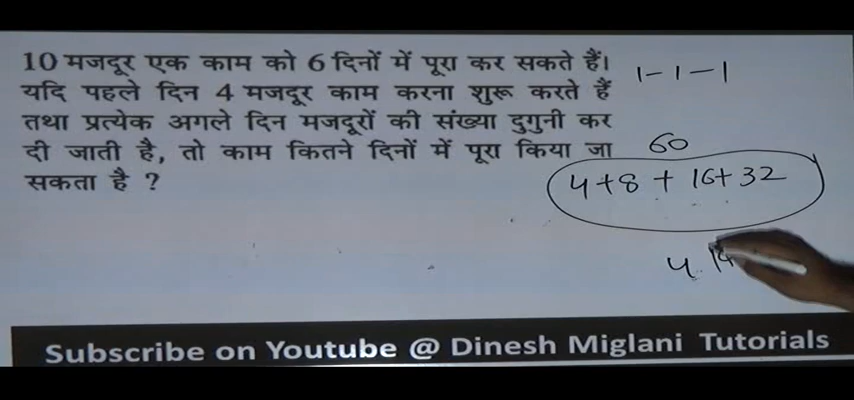 10 मजदूर एक काम को 6 दिनों में पूरा कर सकते हैं।
यदि पहले दिन 4 मजदूर काम करना शुरू करते हैं
तथा प्रत्येक अगले दिन मजदूरों की संख्या दुगुनी कर
दी जाती है, तो काम कितने दिनों में पूरा किया जा
सकता है ?
1-1-1
60
4+8 + 16+32
4
Subscribe on Youtube @ Dinesh Miglani Tutorials